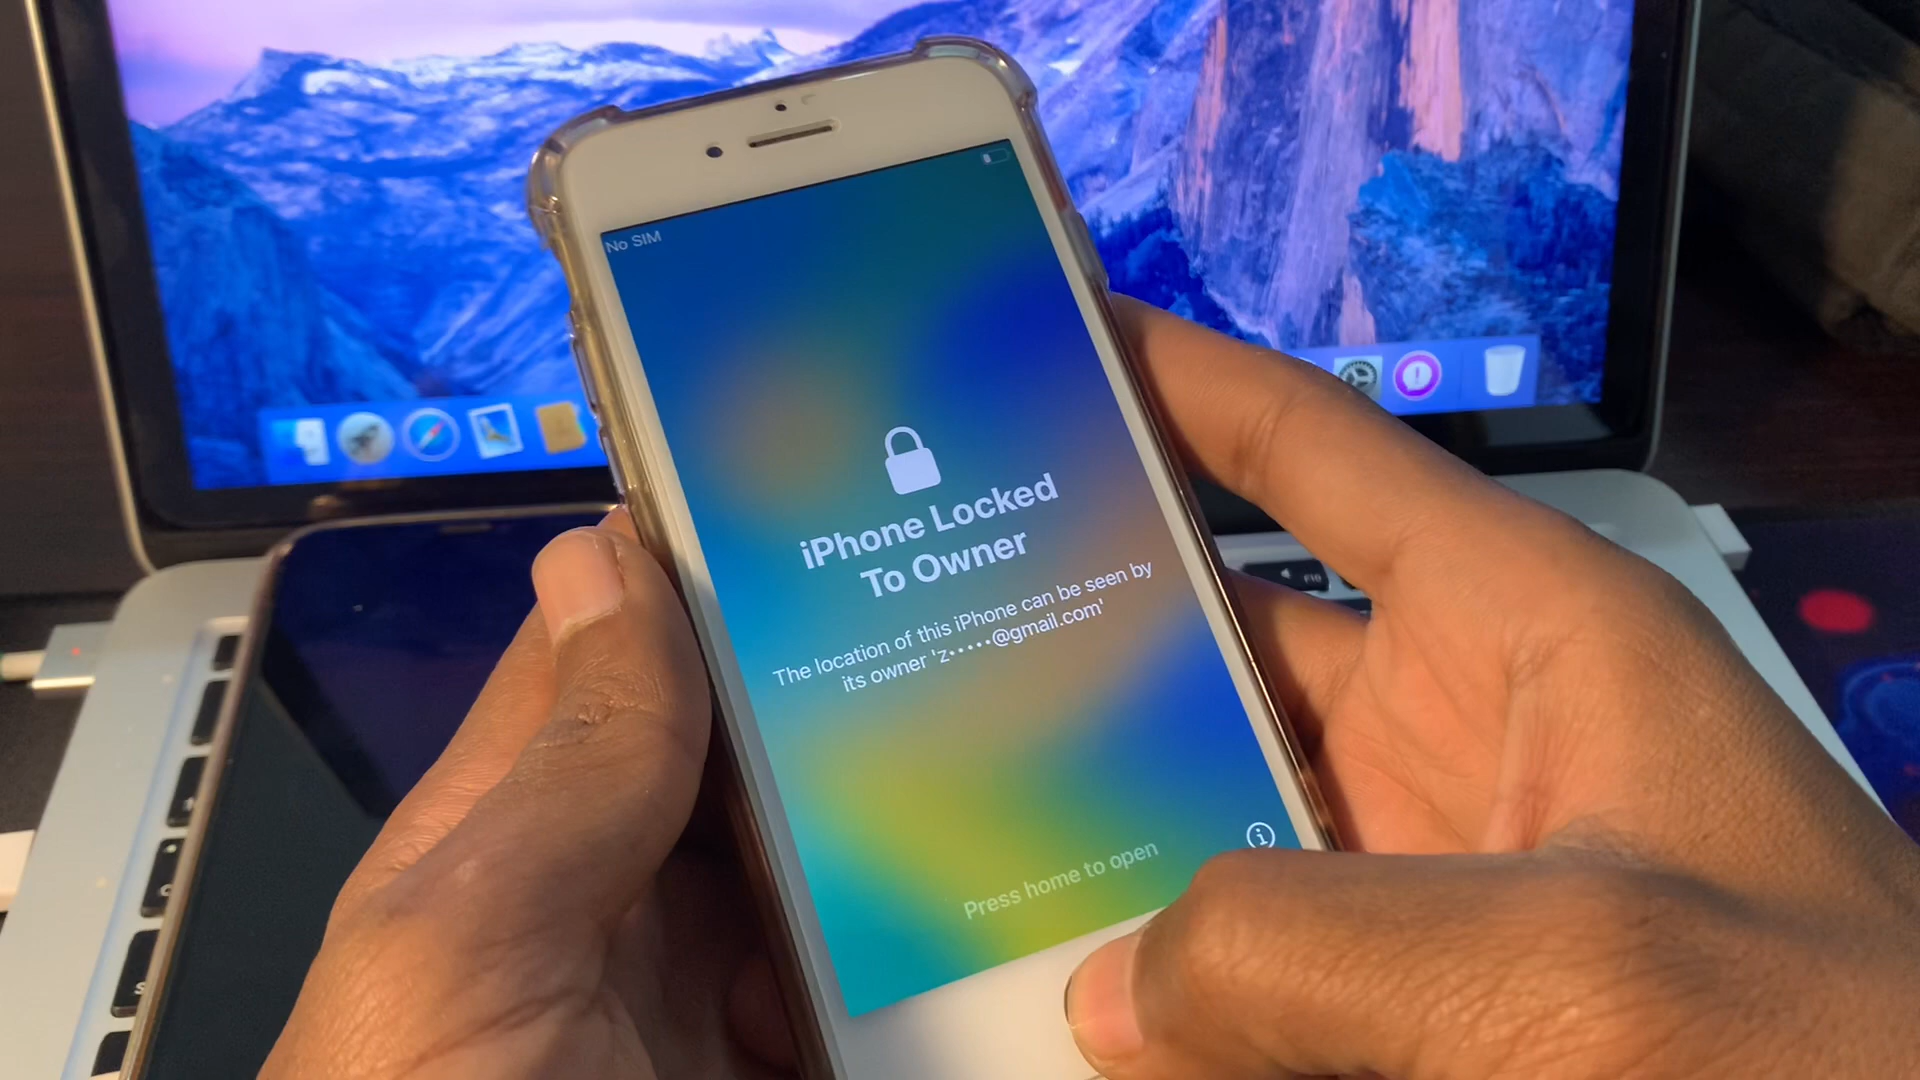 No SIM
iPhone Locked
To Owner
The location of this iPhone can be seen by
its owner 'z•••••@gmail.com'
Press home to open
F10
S